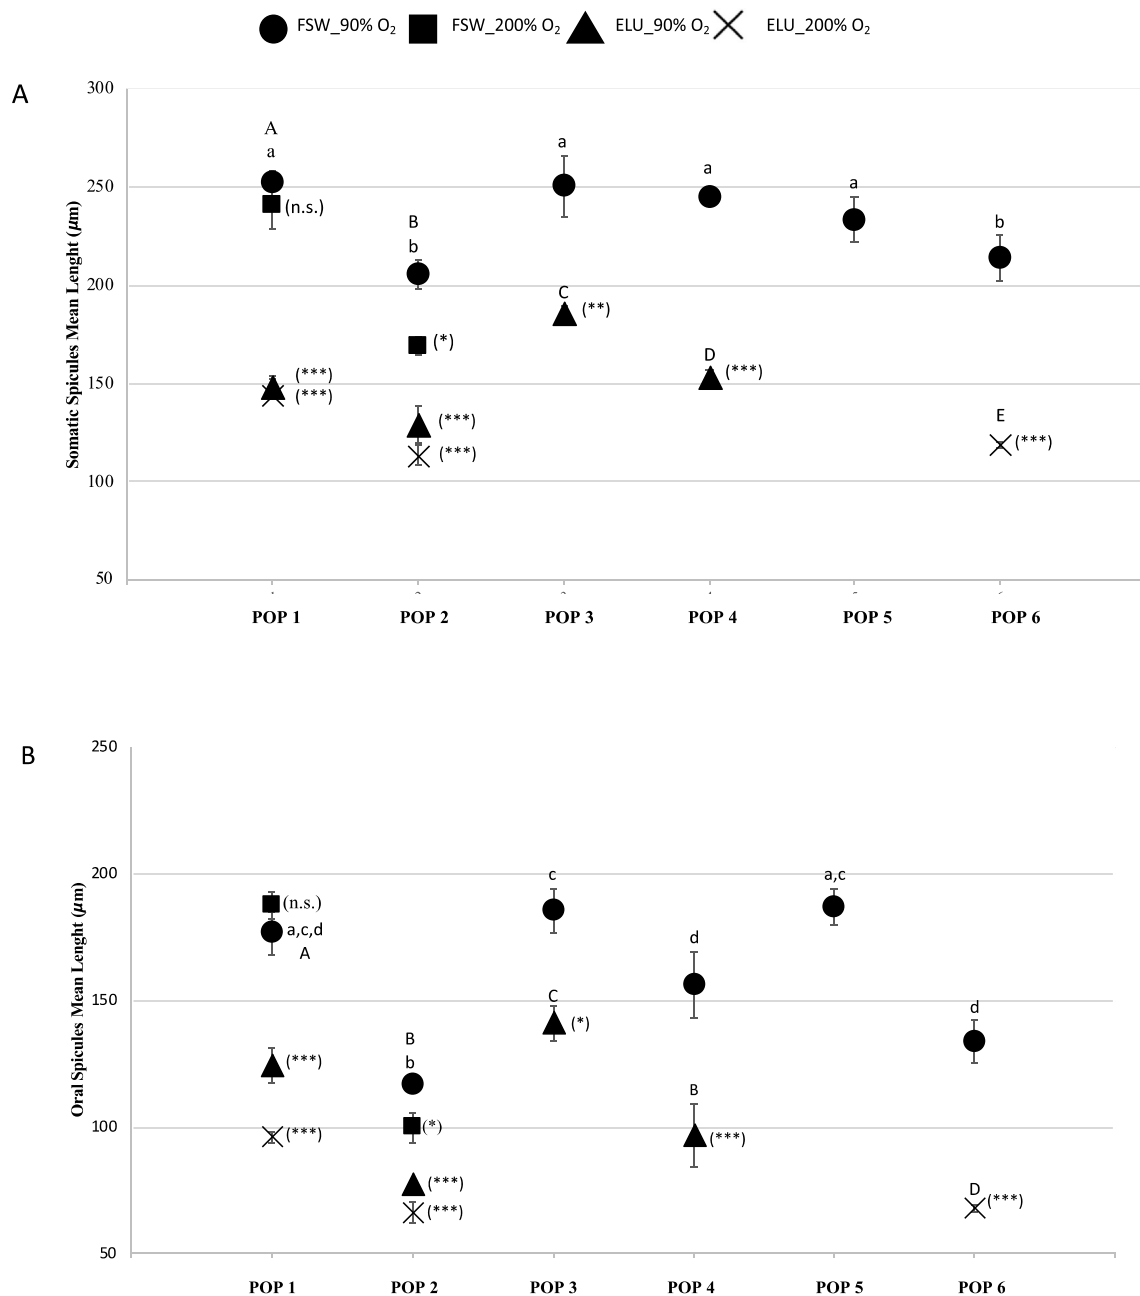 FSW_90% O2 FSW_200% O2 ELU_90% O2 ELU_200% O2
A
Somatic Spicules Mean Lenght (µm)
300
250
200
150
100
50
A
a
(n.s.)
(***)
(***)
B
b
(*)
(***)
(***)
a
C
(**)
a
D
(***)
a
b
E
(***)
POP 1 POP 2 POP 3 POP 4 POP 5 POP 6
B
Oral Spicules Mean Lenght (µm)
250
200
150
100
50
(n.s.)
a,c,d
A
(***)
(***)
B
b
(*)
(***)
(***)
c
C
(*)
d
B
(***)
a,c
d
D
(***)
POP 1 POP 2 POP 3 POP 4 POP 5 POP 6